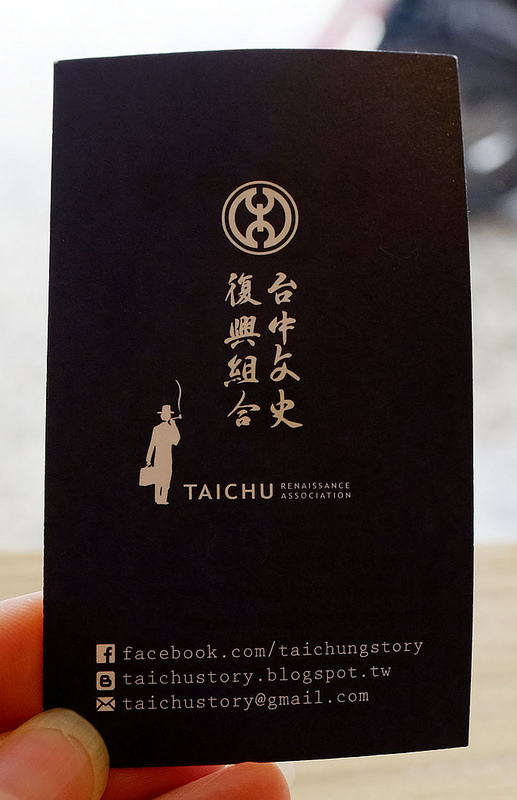 台中文史
復興組合
TAICHU RENAISSANCE
ASSOCIATION
facebook.com/taichungstory
taichustory.blogspot.tw
taichustory@gmail.com